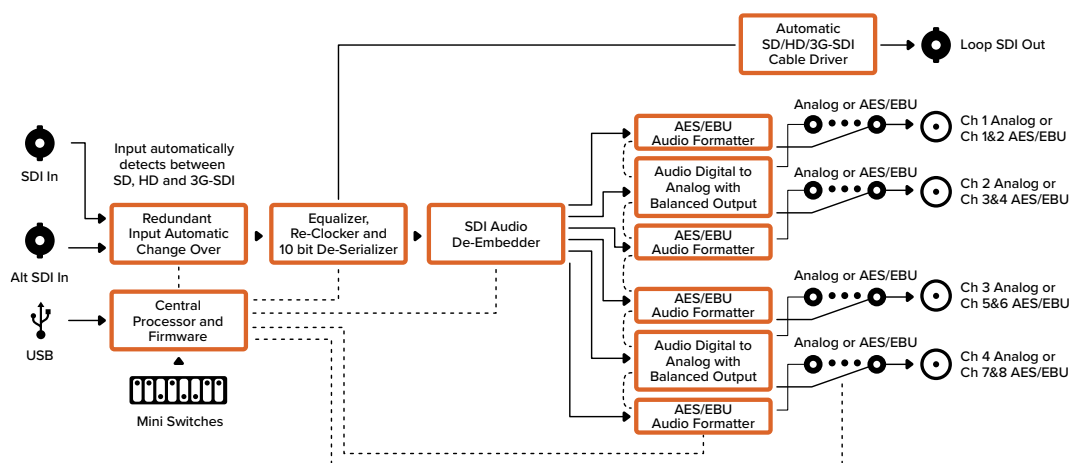 Automatic
SD/HD/3G-SDI
Cable Driver
Loop SDI Out
SDI In
Input automatically
detects between
SD, HD and 3G-SDI
Alt SDI In
Redundant
Input Automatic
Change Over
Equalizer,
Re-Clocker and
10 bit De-Serializer
SDI Audio
De-Embedder
USB
Central
Processor and
Firmware
Mini Switches
AES/EBU
Audio Formatter
Audio Digital to
Analog with
Balanced Output
AES/EBU
Audio Formatter
AES/EBU
Audio Formatter
Audio Digital to
Analog with
Balanced Output
AES/EBU
Audio Formatter
Analog or AES/EBU
Ch 1 Analog or
Ch 1&2 AES/EBU
Analog or AES/EBU
Ch 2 Analog or
Ch 3&4 AES/EBU
Analog or AES/EBU
Ch 3 Analog or
Ch 5&6 AES/EBU
Analog or AES/EBU
Ch 4 Analog or
Ch 7&8 AES/EBU